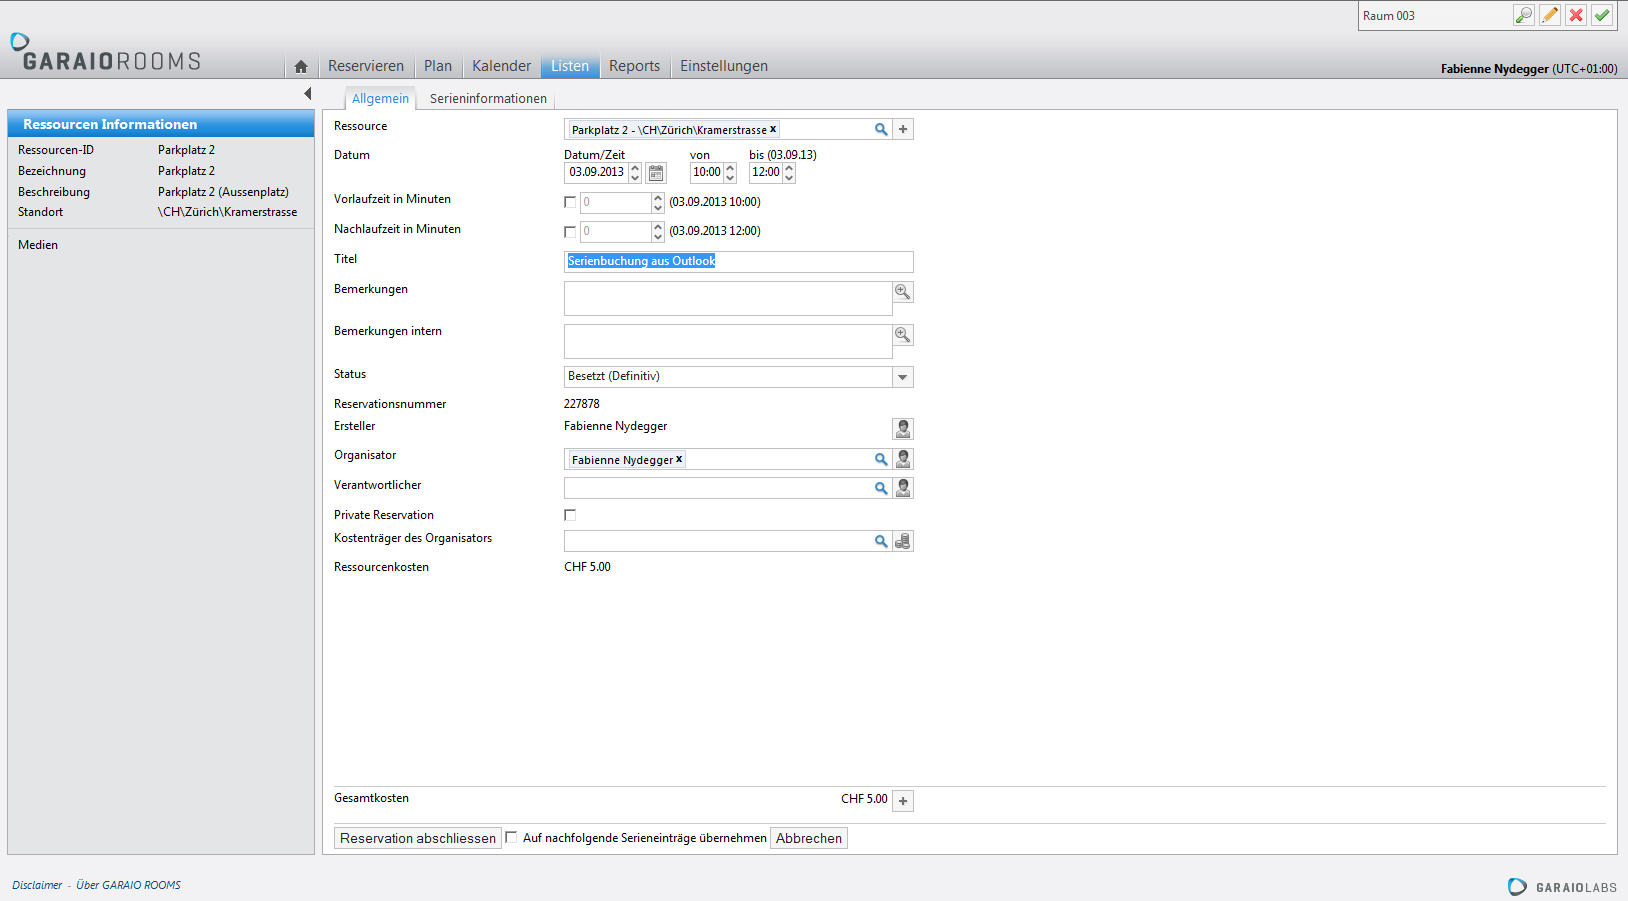 Raum 003
GARAIOROOMS
Reservieren Plan Kalender Listen Reports Einstellungen
Fabienne Nydegger (UTC+01:00)
Allgemein Serieninformationen
Ressourcen Informationen
Ressourcen-ID Parkplatz 2
Bezeichnung Parkplatz 2
Beschreibung Parkplatz 2 (Aussenplatz)
Standort \CH\Zürich\Kramerstrasse
Medien
Ressource Parkplatz 2 - \CH\Zürich\Kramerstrasse x
Datum Datum/Zeit von bis (03.09.13)
03.09.2013 10:00 12:00
Vorlaufzeit in Minuten 0 (03.09.2013 10:00)
Nachlaufzeit in Minuten 0 (03.09.2013 12:00)
Titel Serienbuchung aus Outlook
Bemerkungen
Bemerkungen intern
Status Besetzt (Definitiv)
Reservationsnummer 227878
Ersteller Fabienne Nydegger
Organisator Fabienne Nydegger x
Verantwortlicher
Private Reservation
Kostenträger des Organisators
Ressourcenkosten CHF 5.00
Gesamtkosten CHF 5.00
Reservation abschliessen Auf nachfolgende Serieneinträge übernehmen Abbrechen
Disclaimer - Über GARAIO ROOMS
GARAIOLABS